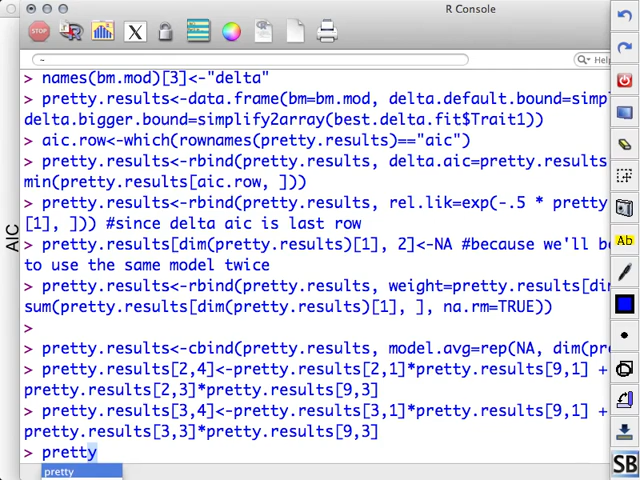 R Console
STOP
R
X
~
Help
> names(bm.mod)[3]<-"delta"
> pretty.results<-data.frame(bm=bm.mod, delta.default.bound=simpl
delta.bigger.bound=simplify2array(best.delta.fit$Trait1))
> aic.row<-which(rownames(pretty.results)=="aic")
> pretty.results<-rbind(pretty.results, delta.aic=pretty.results
min(pretty.results[aic.row, ]))
> pretty.results<-rbind(pretty.results, rel.lik=exp(-.5 * pretty
[1], ])) #since delta aic is last row
> pretty.results[dim(pretty.results)[1], 2]<-NA #because we'll be
to use the same model twice
> pretty.results<-rbind(pretty.results, weight=pretty.results[dim
sum(pretty.results[dim(pretty.results)[1], ], na.rm=TRUE))
>
> pretty.results<-cbind(pretty.results, model.avg=rep(NA, dim(pre
> pretty.results[2,4]<-pretty.results[2,1]*pretty.results[9,1] +
pretty.results[2,3]*pretty.results[9,3]
> pretty.results[3,4]<-pretty.results[3,1]*pretty.results[9,1] +
pretty.results[3,3]*pretty.results[9,3]
> pretty
pretty
AIC
Ab
SB